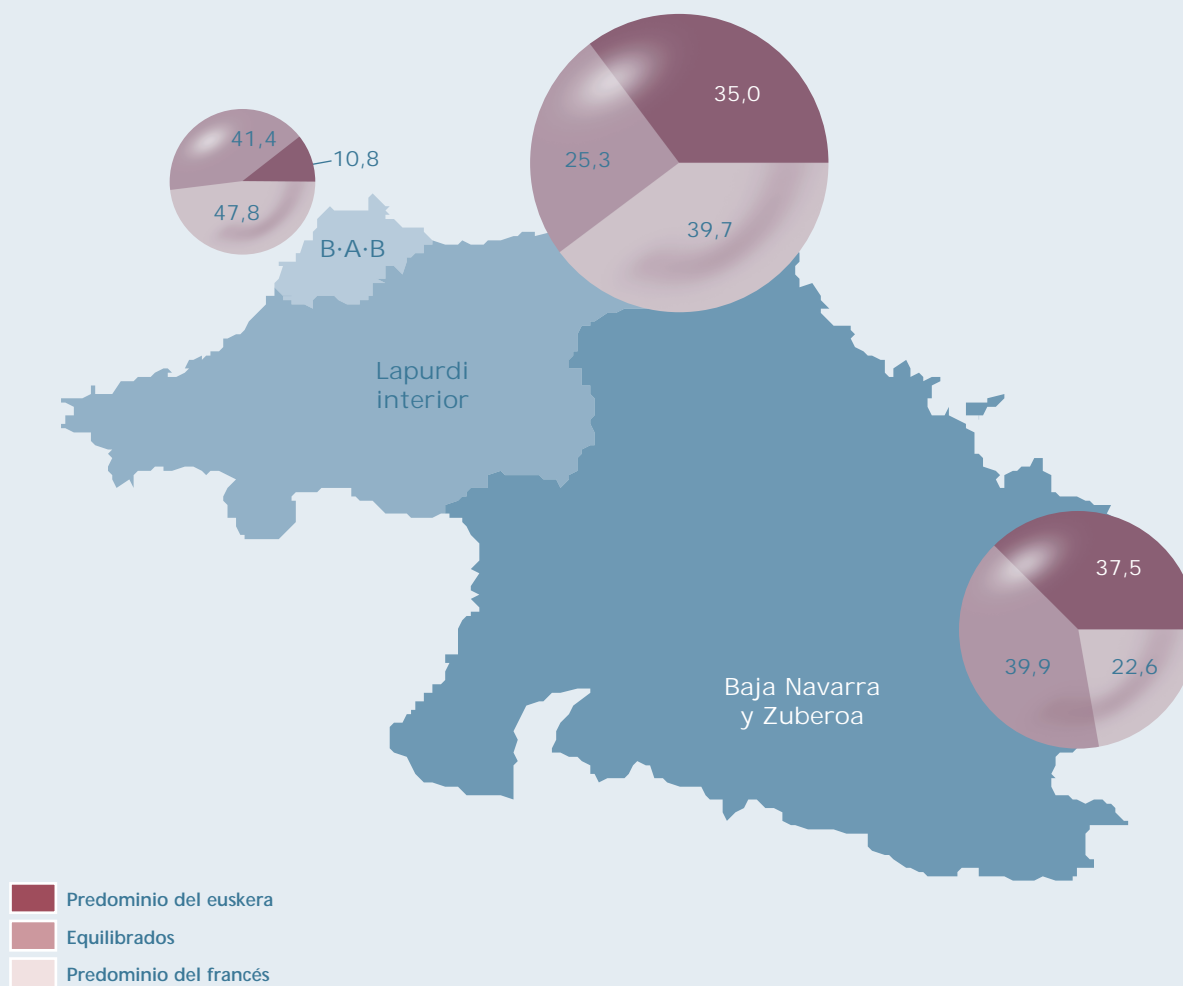 35,0
25,3
39,7
41,4
10,8
47,8
B·A·B
Lapurdi
interior
37,5
39,9
22,6
Baja Navarra
y Zuberoa
Predominio del euskera
Equilibrados
Predominio del francés